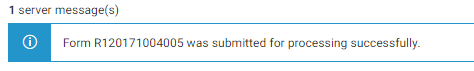 1 server message(s)
Form R120171004005 was submitted for processing successfully.